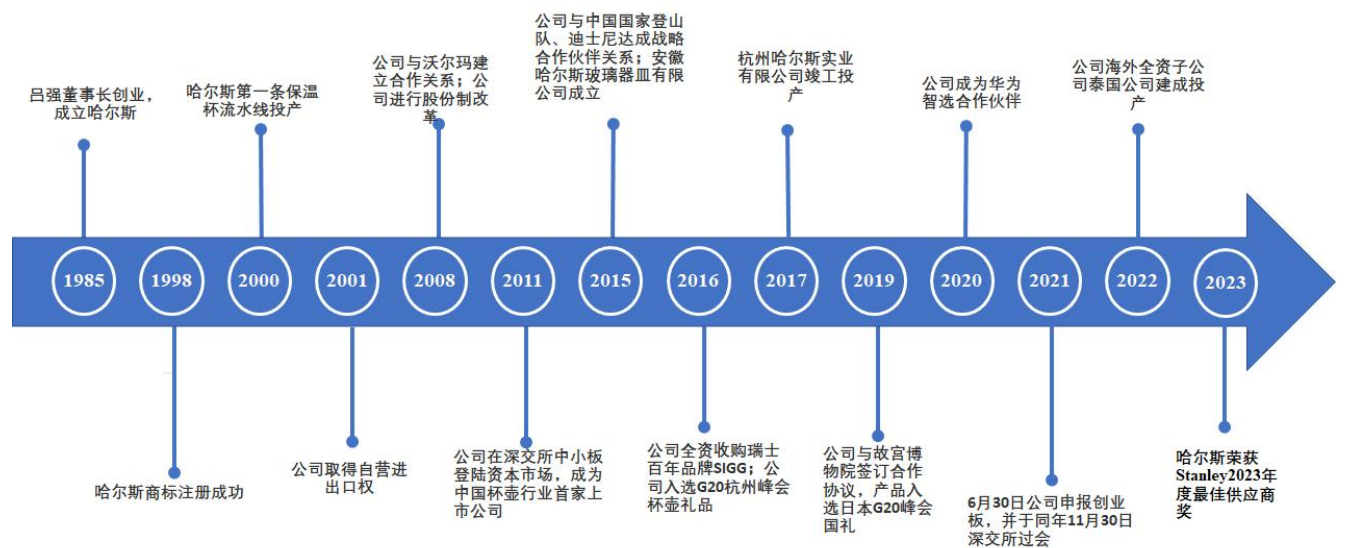 吕强董事长创业，
成立哈尔斯
哈尔斯第一条保温
杯流水线投产
公司与沃尔玛建
立合作关系；公
司进行股份制改
革
公司与中国国家登山
队、迪士尼达成战略
合作伙伴关系；安徽
哈尔斯玻璃器皿有限
公司成立
杭州哈尔斯实业
有限公司竣工投
产
公司成为华为
智选合作伙伴
公司海外全资子公
司泰国公司建成投
产
1985
1998
2000
2001
2008
2011
2015
2016
2017
2019
2020
2021
2022
2023
哈尔斯商标注册成功
公司取得自营进
出口权
公司在深交所中小板
登陆资本市场，成为
中国杯壶行业首家上
市公司
公司全资收购瑞士
百年品牌SIGG；公
司入选G20杭州峰会
杯壶礼品
公司与故宫博
物院签订合作
协议，产品入
选日本G20峰会
国礼
6月30日公司申报创业
板，并于同年11月30日
深交所过会
哈尔斯荣获
Stanley2023年
度最佳供应商
奖